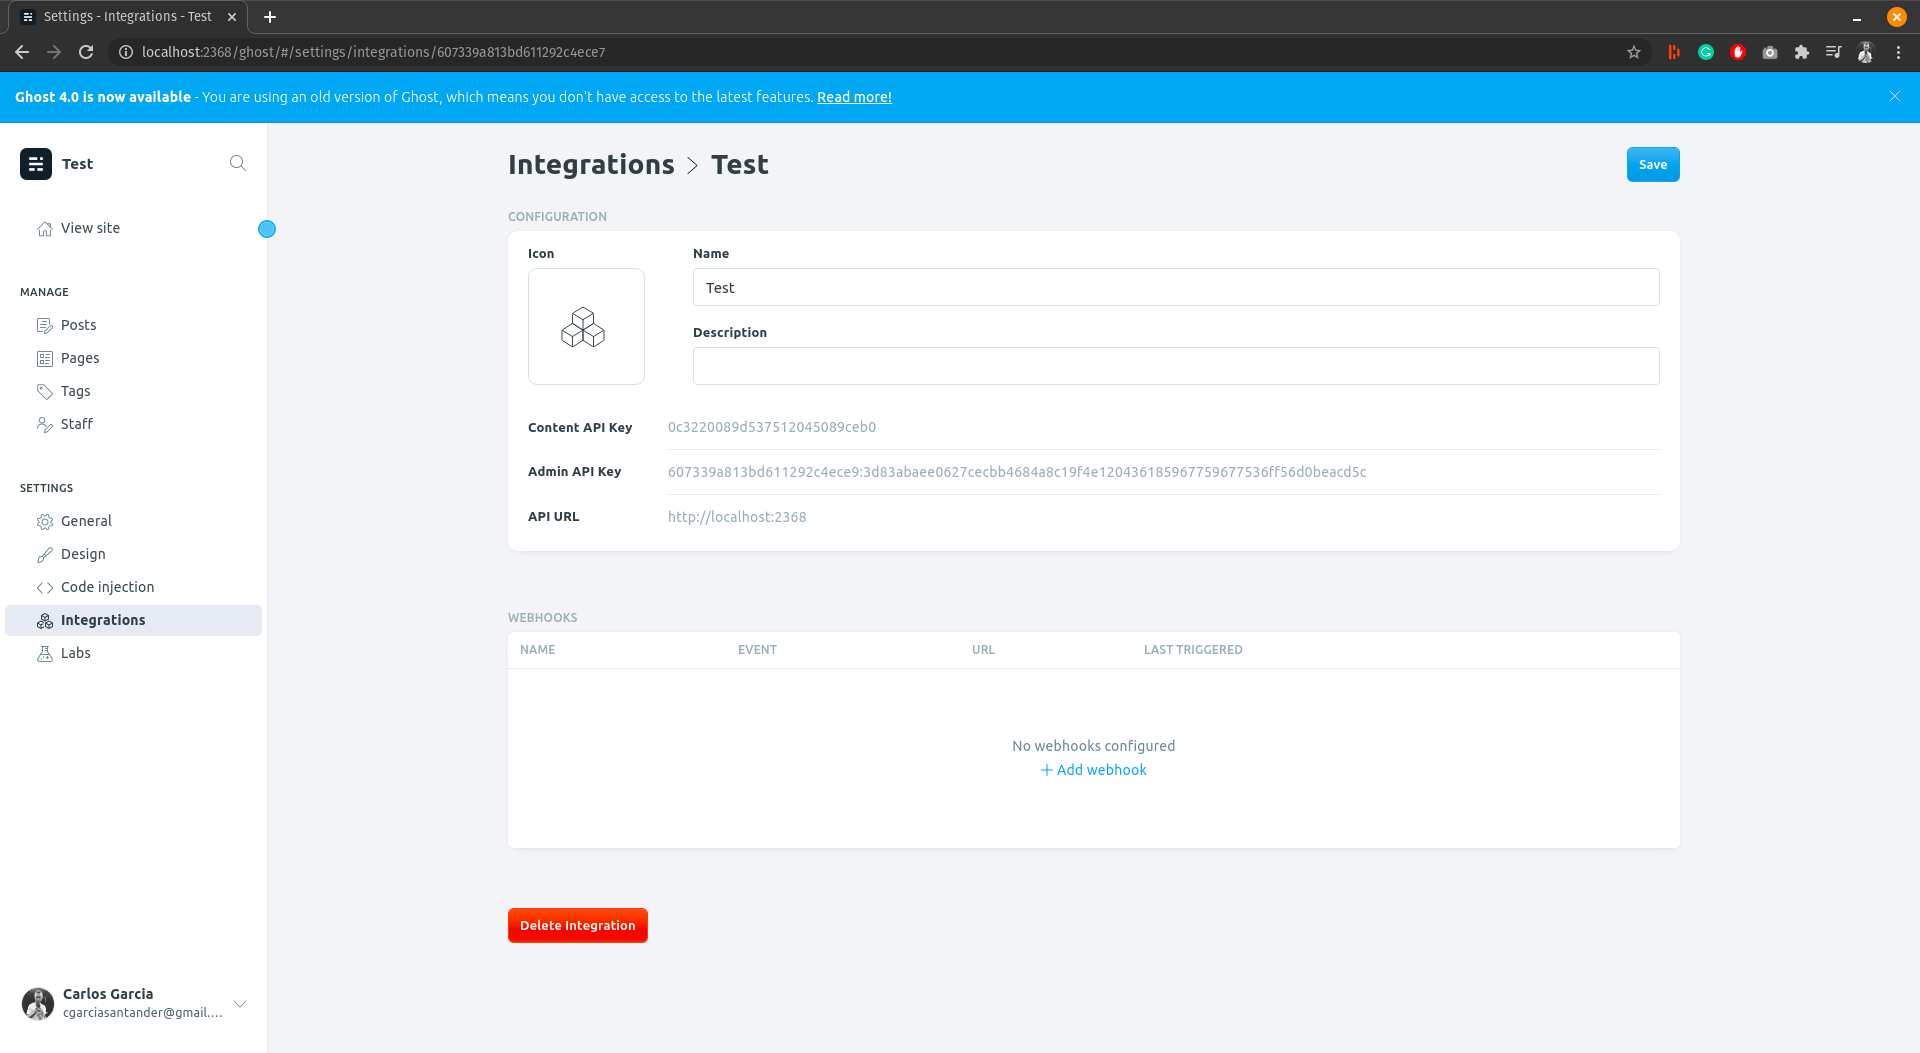 Settings - Integrations - Test
localhost:2368/ghost/#/settings/integrations/607339a813bd611292c4ece7
Ghost 4.0 is now available - You are using an old version of Ghost, which means you don't have access to the latest features. Read more!
Test
View site
MANAGE
Posts
Pages
Tags
Staff
SETTINGS
General
Design
Code injection
Integrations
Labs
Carlos Garcia
cgarciasantander@gmail....
Integrations > Test
Save
CONFIGURATION
Icon
Name
Test
Description
Content API Key 0c3220089d537512045089ceb0
Admin API Key 607339a813bd611292c4ece9:3d83abaee0627cecbb4684a8c19f4e120436185967759677536ff56d0beacd5c
API URL http://localhost:2368
WEBHOOKS
NAME EVENT URL LAST TRIGGERED
No webhooks configured
+ Add webhook
Delete Integration